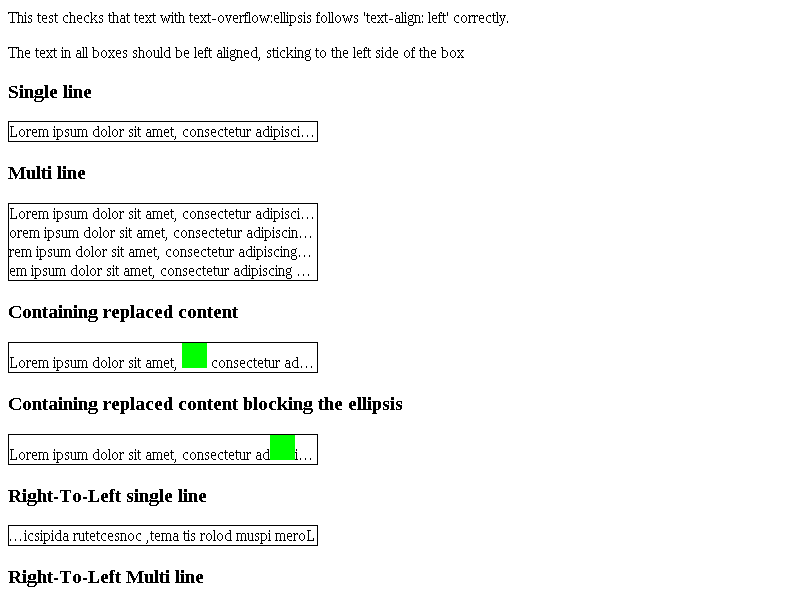 This test checks that text with text-overflow:ellipsis follows 'text-align: left' correctly.
The text in all boxes should be left aligned, sticking to the left side of the box
Single line
Lorem ipsum dolor sit amet, consectetur adipisci…
Multi line
Lorem ipsum dolor sit amet, consectetur adipisci…
orem ipsum dolor sit amet, consectetur adipiscin…
rem ipsum dolor sit amet, consectetur adipiscing…
em ipsum dolor sit amet, consectetur adipiscing …
Containing replaced content
Lorem ipsum dolor sit amet, consectetur ad…
Containing replaced content blocking the ellipsis
Lorem ipsum dolor sit amet, consectetur ad i…
Right-To-Left single line
…icsipida rutetcesnoc ,tema tis rolod muspi meroL
Right-To-Left Multi line